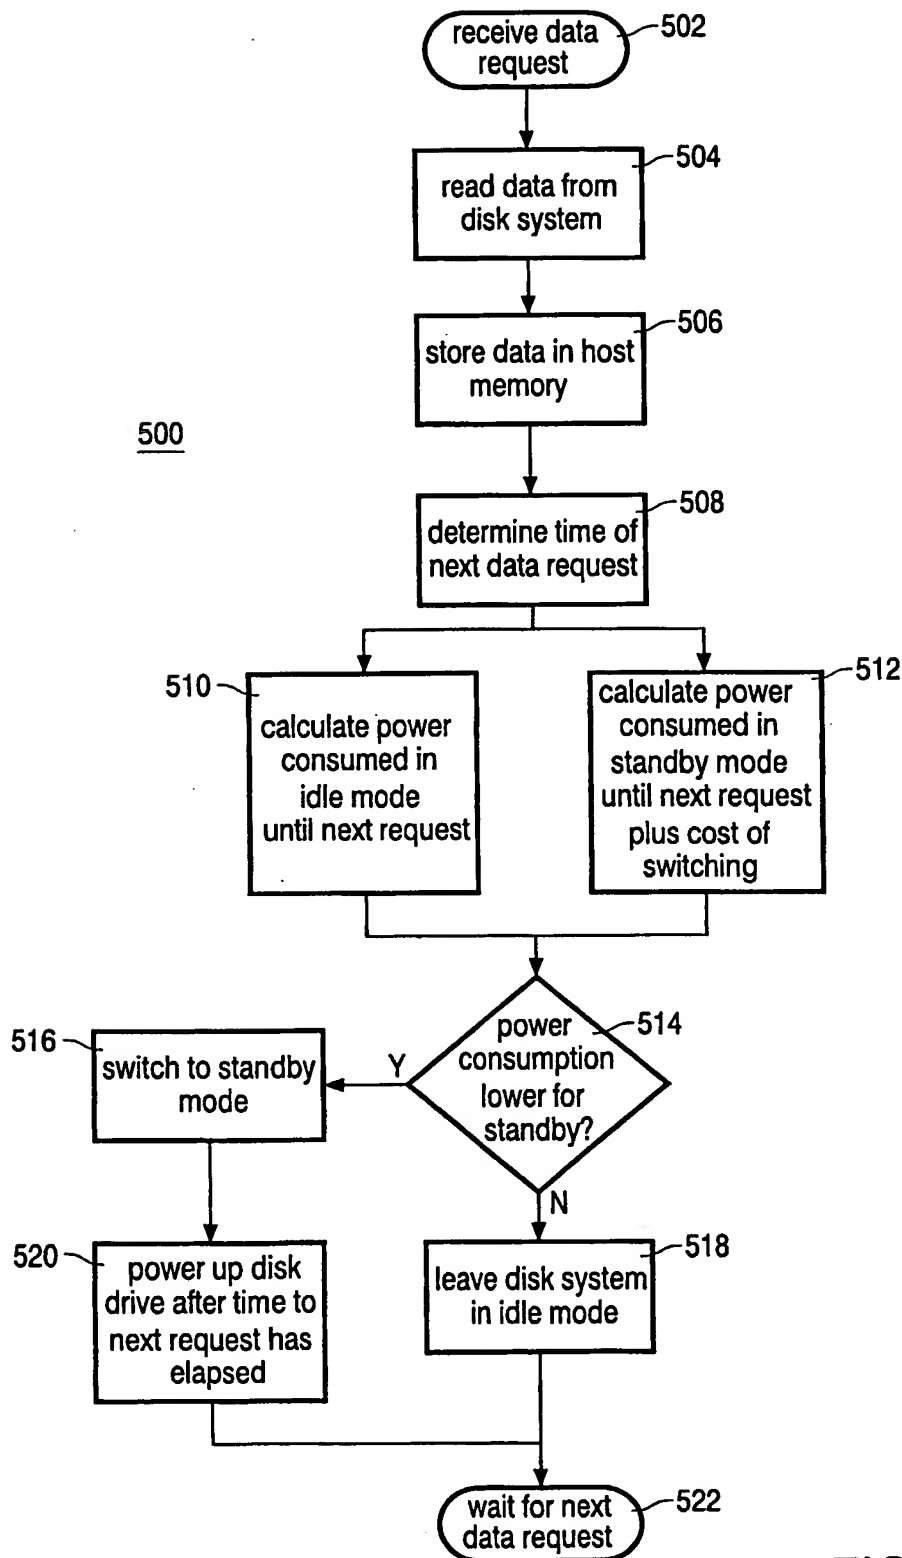 receive data
request
502
read data from
disk system
504
store data in host
memory
506
500
determine time of
next data request
508
510
calculate power
consumed in
idle mode
until next request
512
calculate power
consumed in
standby mode
until next request
plus cost of
switching
power
consumption
lower for
standby?
514
Y
N
516
switch to standby
mode
520
power up disk
drive after time to
next request has
elapsed
518
leave disk system
in idle mode
wait for next
data request
522